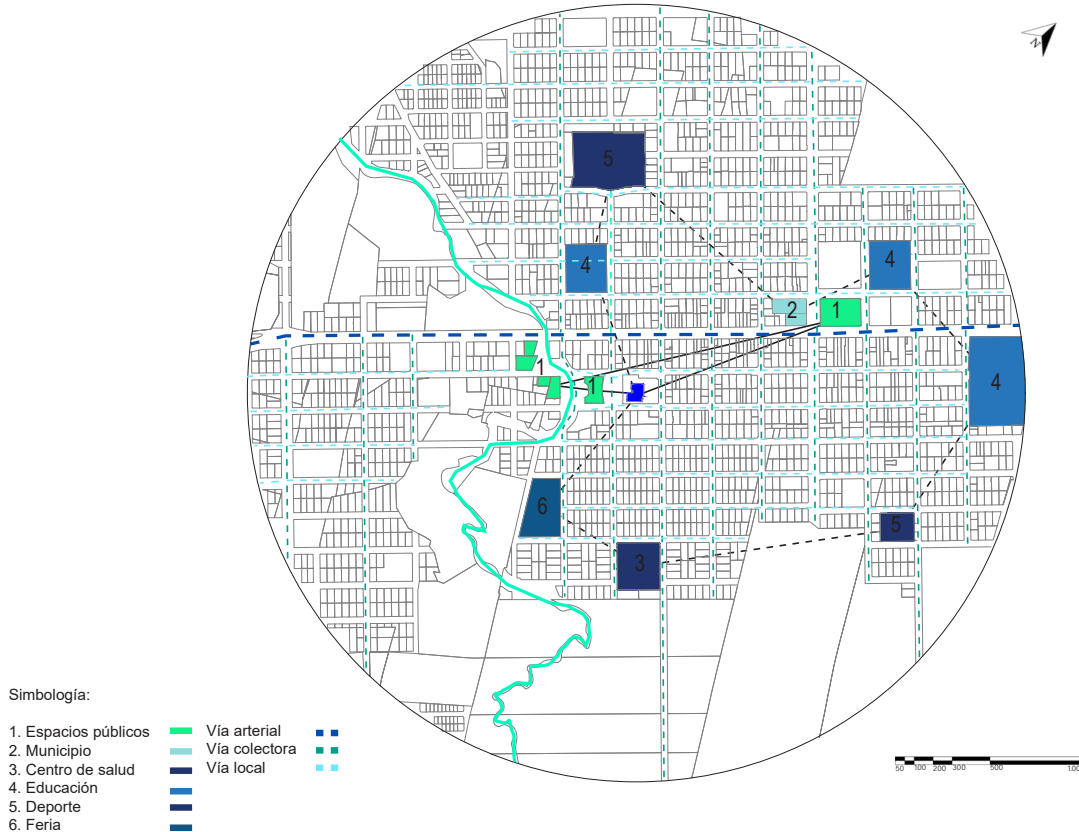 N
5
4
4
2
1
1
1
4
6
5
3
Simbología:
1. Espacios públicos
Vía arterial
2. Municipio
Vía colectora
3. Centro de salud
Vía local
4. Educación
5. Deporte
6. Feria
50 100 200 300 500 1.00